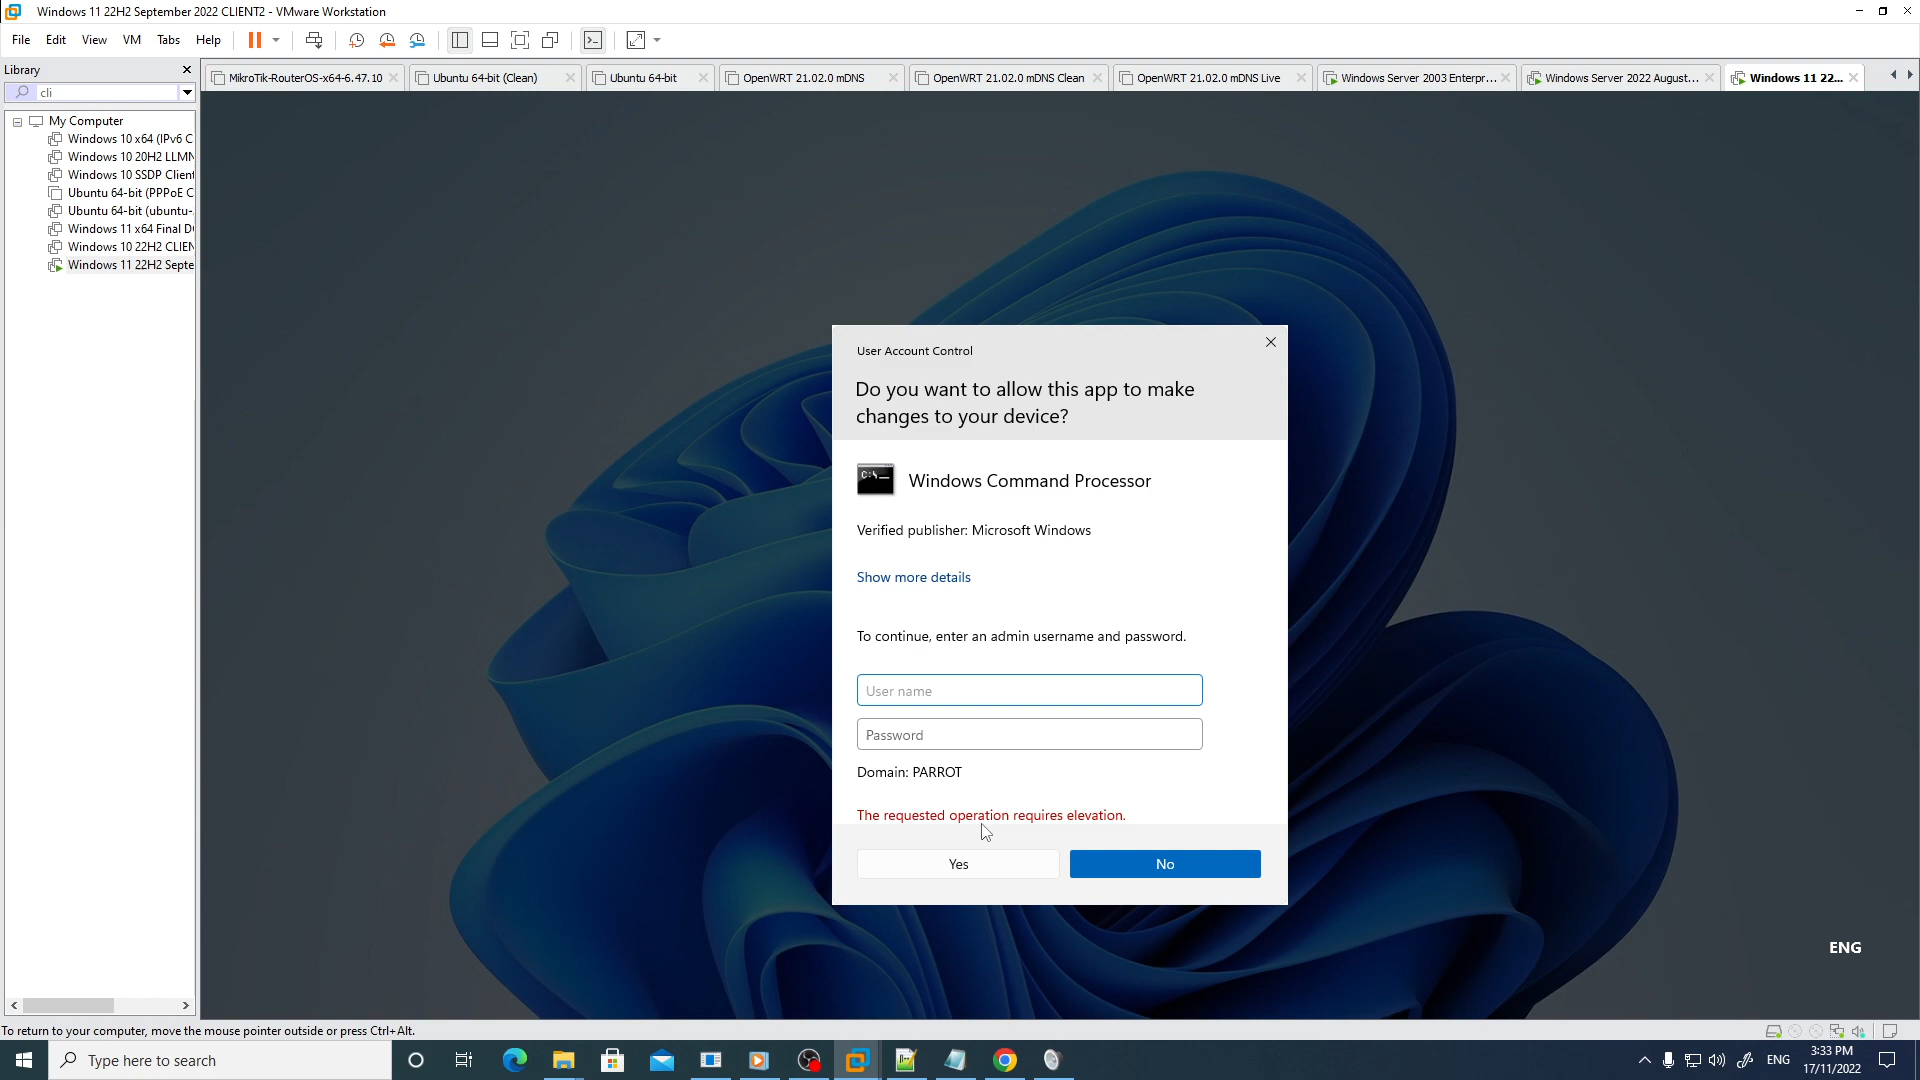 Windows 11 22H2 September 2022 CLIENT2 - VMware Workstation
File Edit View VM Tabs Help
Library
cli
MikroTik-RouterOS-x64-6.47.10
Ubuntu 64-bit (Clean)
Ubuntu 64-bit
OpenWRT 21.02.0 mDNS
OpenWRT 21.02.0 mDNS Clean
OpenWRT 21.02.0 mDNS Live
Windows Server 2003 Enterpr...
Windows Server 2022 August...
Windows 11 22...
My Computer
Windows 10 x64 (IPv6 C
Windows 10 20H2 LLMN
Windows 10 SSDP Client
Ubuntu 64-bit (PPPoE C
Ubuntu 64-bit (ubuntu-
Windows 11 x64 Final D
Windows 10 22H2 CLIEN
Windows 11 22H2 Septe
User Account Control
Do you want to allow this app to make
changes to your device?
C:\
Windows Command Processor
Verified publisher: Microsoft Windows
Show more details
To continue, enter an admin username and password.
User name
Password
Domain: PARROT
The requested operation requires elevation.
Yes
No
ENG
To return to your computer, move the mouse pointer outside or press Ctrl+Alt.
Type here to search
ENG
3:33 PM
17/11/2022